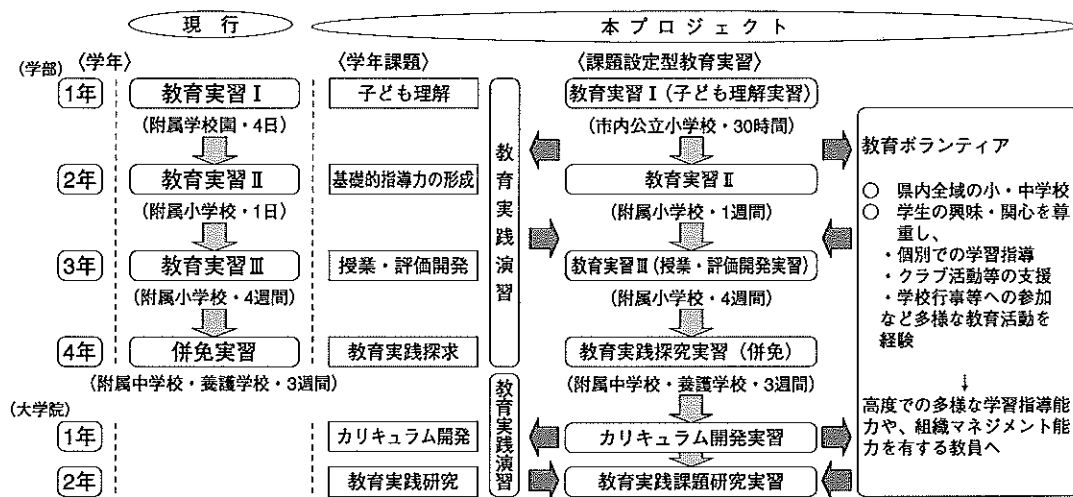 現 行
本 プ ロ ジ ェ ク ト
(学部)
〈学年〉
〈学年課題〉
〈課題設定型教育実習〉
1年
教育実習Ⅰ
子ども理解
教育実習Ⅰ(子ども理解実習)
(附属学校園・4日)
(市内公立小学校・30時間)
2年
教育実習Ⅱ
基礎的指導力の形成
教育実習Ⅱ
(附属小学校・1日)
(附属小学校・1週間)
3年
教育実習Ⅲ
授業・評価開発
教育実習Ⅲ(授業・評価開発実習)
(附属小学校・4週間)
(附属小学校・4週間)
4年
併免実習
教育実践探求
教育実践探究実習(併免)
(附属中学校・養護学校・3週間)
(附属中学校・養護学校・3週間)
教育実践演習
(大学院)
1年
カリキュラム開発
カリキュラム開発実習
2年
教育実践研究
教育実践課題研究実習
教育実践演習
教育ボランティア
○ 県内全域の小・中学校
○ 学生の興味・関心を尊
重し、
・個別での学習指導
・クラブ活動等の支援
・学校行事等への参加
など多様な教育活動を
経験
↓
高度での多様な学習指導能
力や、組織マネジメント能
力を有する教員へ